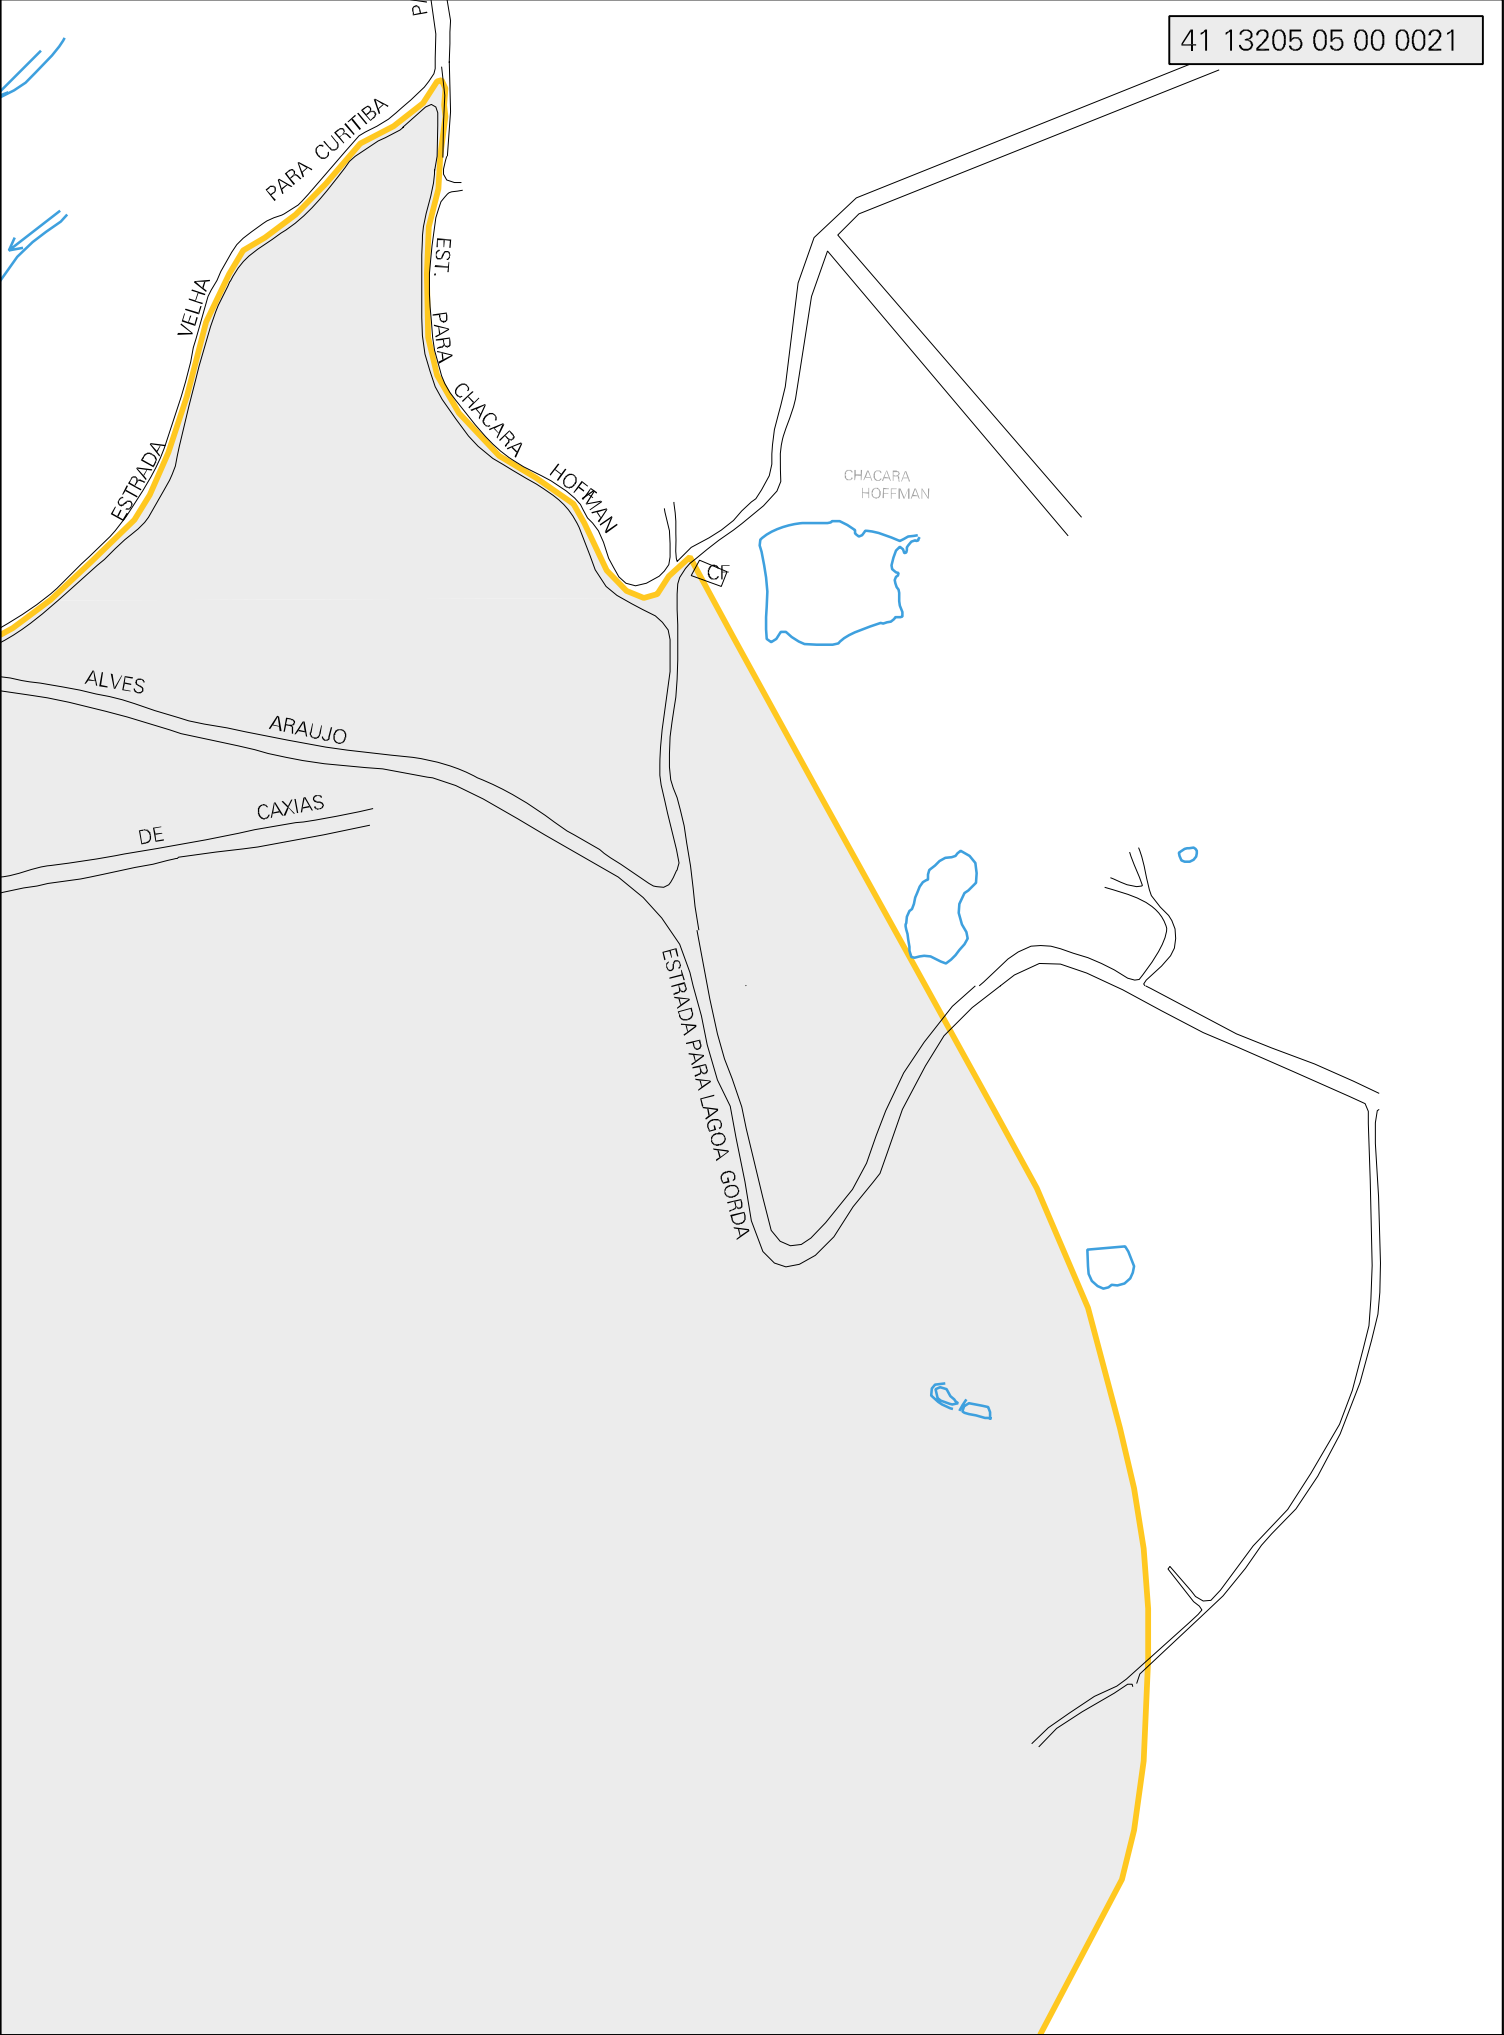 41 13205 05 00 0021
PARA CURITIBA
EST. PARA CHACARA HOFFMAN
ESTRADA VELHA
CHACARA
HOFFMAN
CF
ALVES ARAUJO
DE CAXIAS
ESTRADA PARA LAGOA GORDA